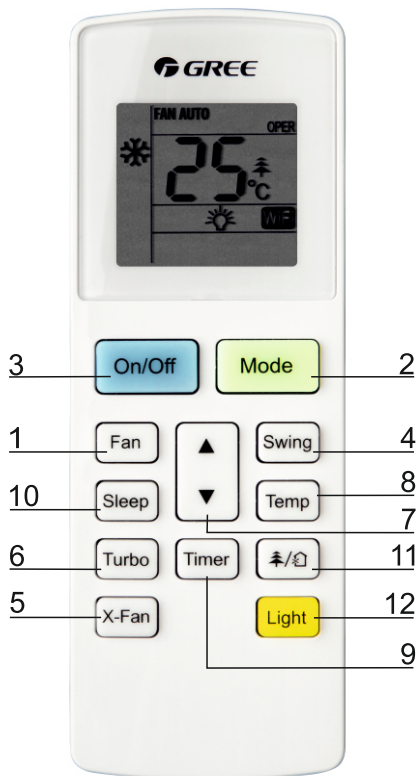 GREE
FAN AUTO
OPER
25 °C
3 On/Off Mode 2
1 Fan Swing 4
10 Sleep Temp 8
7
6 Turbo Timer 11
5 X-Fan Light 12
9